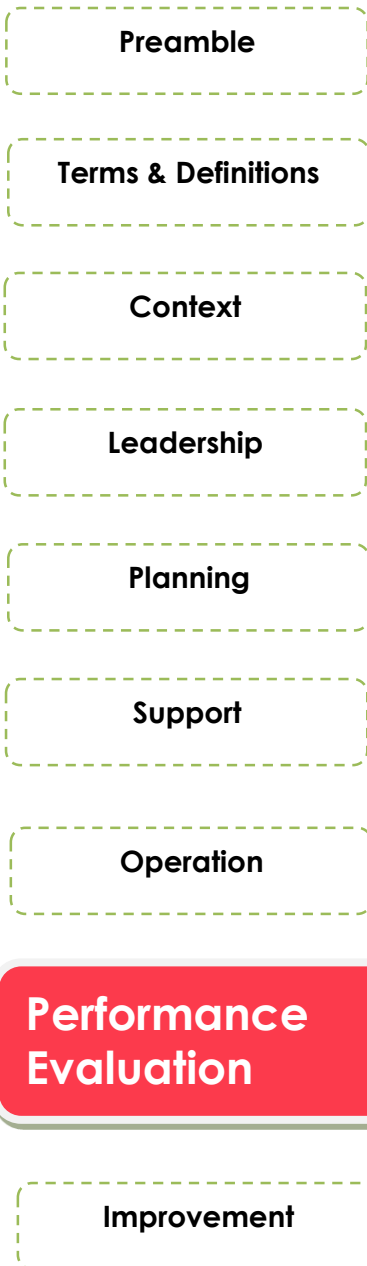 Preamble
Terms & Definitions
Context
Leadership
Planning
Support
Operation
Performance
Evaluation
Improvement